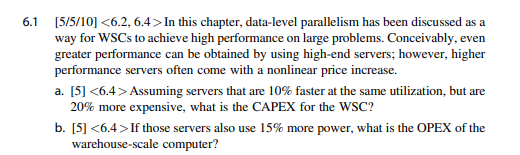 6.1 [5/5/10] <6.2, 6.4> In this chapter, data-level parallelism has been discussed as a
way for WSCs to achieve high performance on large problems. Conceivably, even
greater performance can be obtained by using high-end servers; however, higher
performance servers often come with a nonlinear price increase.
a. [5] <6.4> Assuming servers that are 10% faster at the same utilization, but are
20% more expensive, what is the CAPEX for the WSC?
b. [5] <6.4> If those servers also use 15% more power, what is the OPEX of the
warehouse-scale computer?